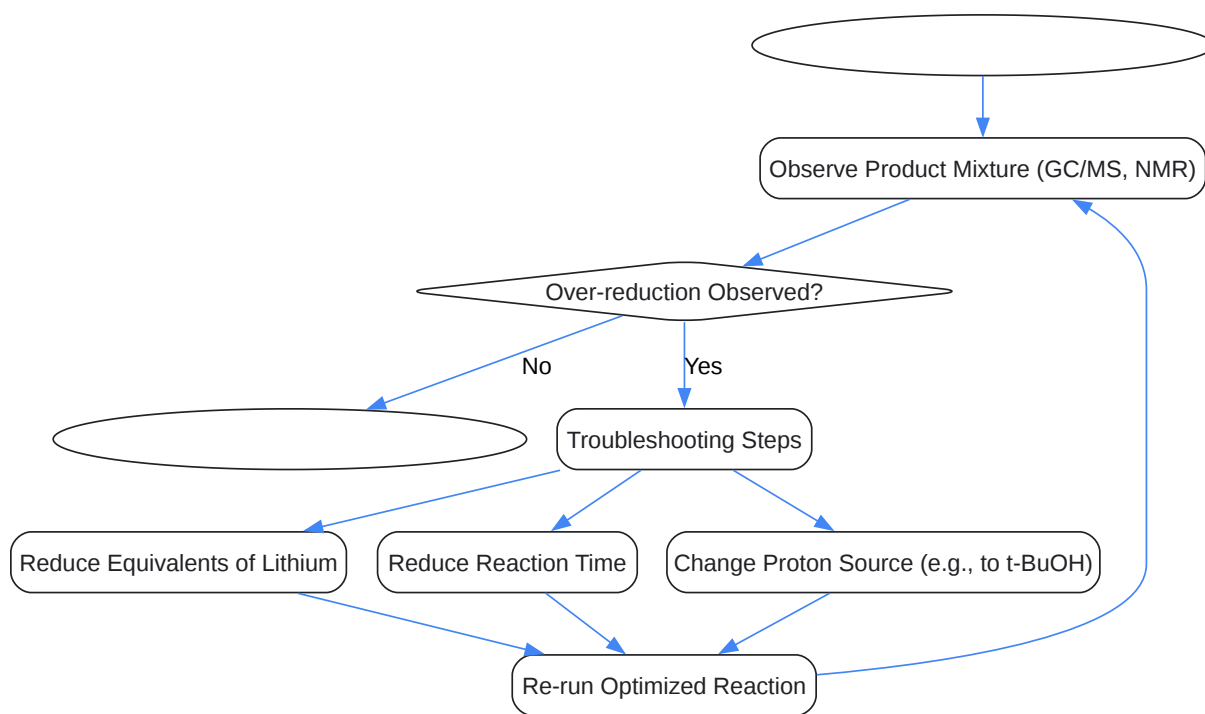 Observe Product Mixture (GC/MS, NMR)
Over-reduction Observed?
No
Yes
Troubleshooting Steps
Reduce Equivalents of Lithium
Reduce Reaction Time
Change Proton Source (e.g., to t-BuOH)
Re-run Optimized Reaction